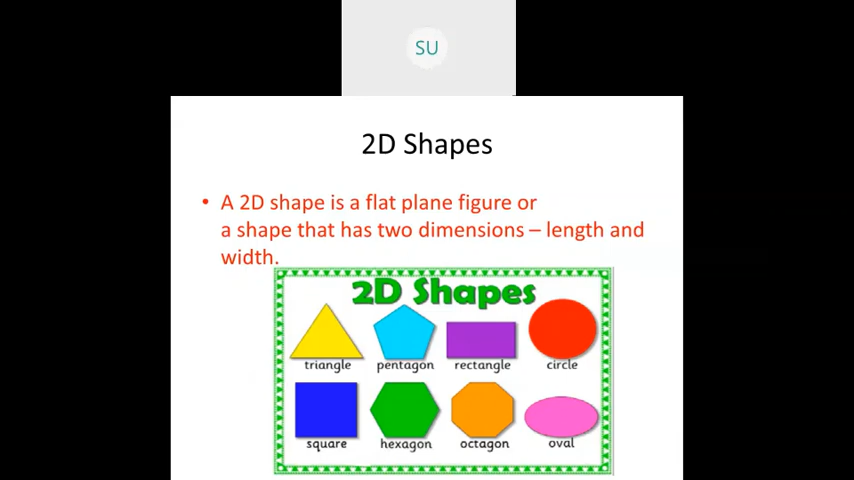 SU
2D Shapes
• A 2D shape is a flat plane figure or
a shape that has two dimensions – length and
width.
2D Shapes
triangle pentagon rectangle circle
square hexagon octagon oval